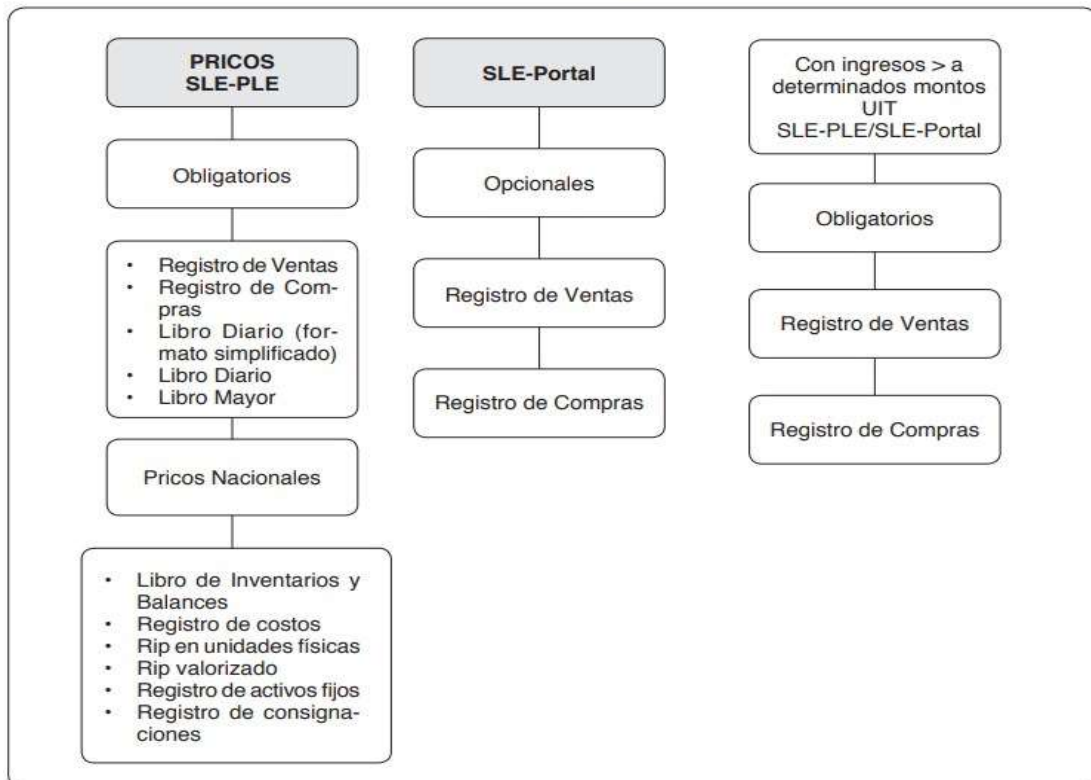 PRICOS
SLE-PLE
Obligatorios
• Registro de Ventas
• Registro de Com-
pras
• Libro Diario (for-
mato simplificado)
• Libro Diario
• Libro Mayor
Pricos Nacionales
• Libro de Inventarios y
Balances
• Registro de costos
• Rip en unidades físicas
• Rip valorizado
• Registro de activos fijos
• Registro de consigna-
ciones
SLE-Portal
Opcionales
Registro de Ventas
Registro de Compras
Con ingresos > a
determinados montos
UIT
SLE-PLE/SLE-Portal
Obligatorios
Registro de Ventas
Registro de Compras